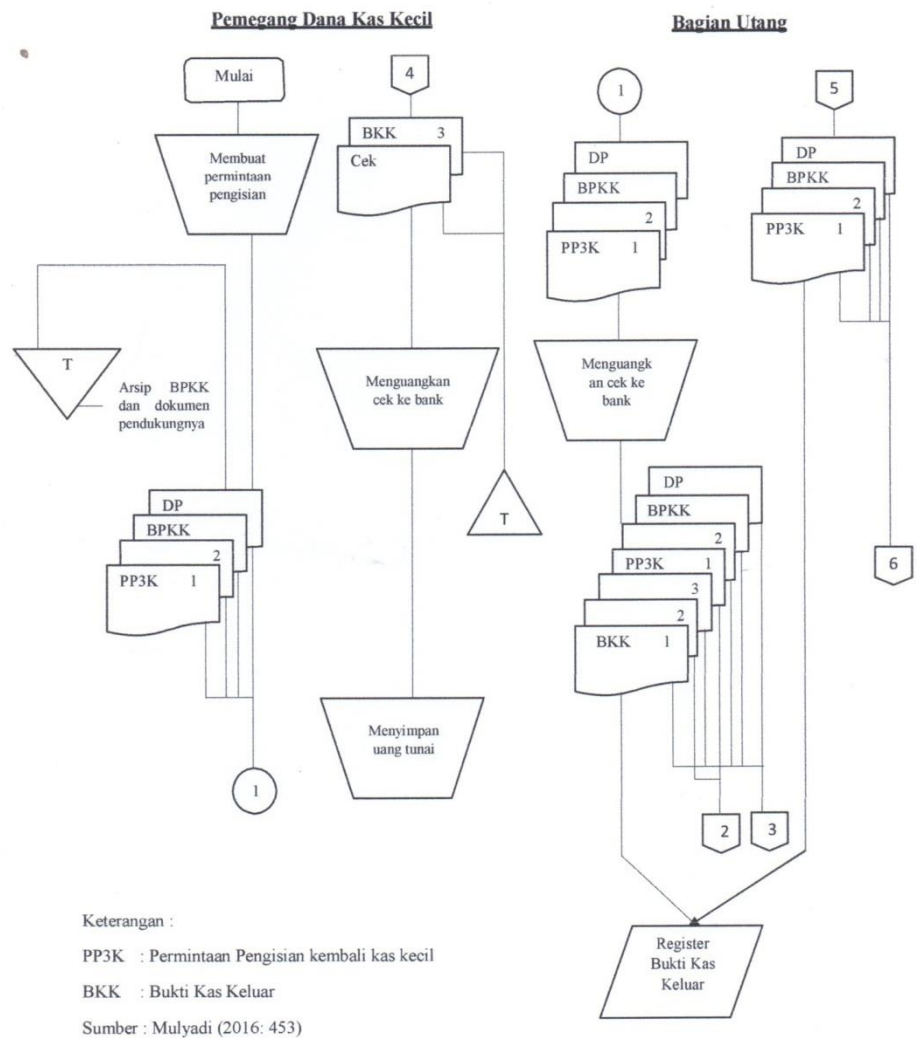 Pemegang Dana Kas Kecil
Bagian Utang
Mulai
Membuat
permintaan
pengisian
T
Arsip BPKK
dan dokumen
pendukungnya
DP
BPKK
2
PP3K 1
1
4
BKK 3
Cek
Menguangkan
cek ke bank
T
Menyimpan
uang tunai
1
DP
BPKK
2
PP3K 1
Menguangk
an cek ke
bank
DP
BPKK
2
PP3K 1
3
2
BKK 1
2
3
5
DP
BPKK
2
PP3K 1
6
Register
Bukti Kas
Keluar
Keterangan :
PP3K : Permintaan Pengisian kembali kas kecil
BKK : Bukti Kas Keluar
Sumber : Mulyadi (2016: 453)